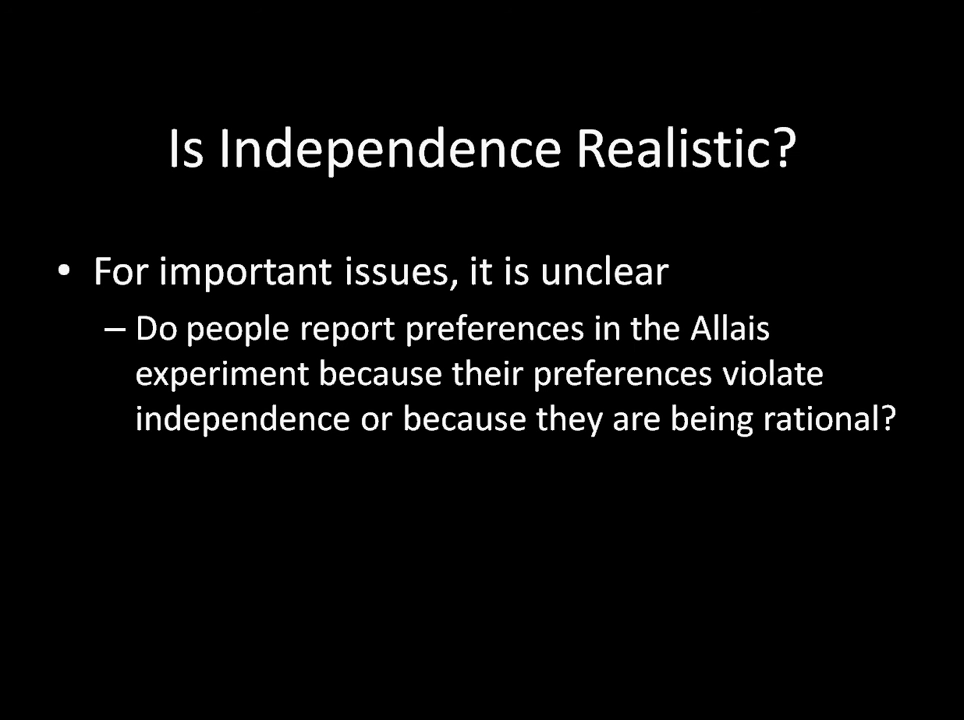 Is Independence Realistic?
• For important issues, it is unclear
– Do people report preferences in the Allais
experiment because their preferences violate
independence or because they are being rational?